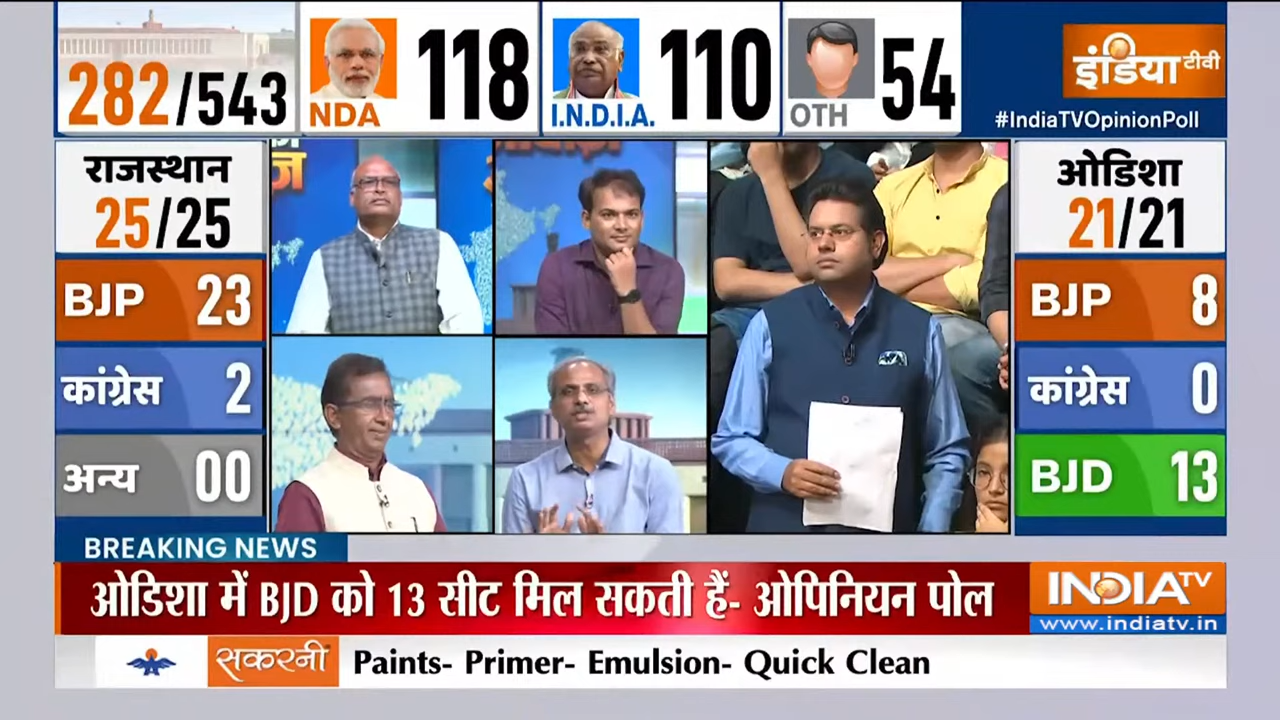 282/543
NDA
118
I.N.D.I.A.
110
OTH
54
इंडिया टीवी
#IndiaTVOpinionPoll
राजस्थान
25/25
BJP 23
कांग्रेस 2
अन्य 00
ओडिशा
21/21
BJP 8
कांग्रेस 0
BJD 13
BREAKING NEWS
ओडिशा में BJD को 13 सीट मिल सकती हैं- ओपिनियन पोल
INDIA TV
www.indiatv.in
सकरनी Paints- Primer- Emulsion- Quick Clean